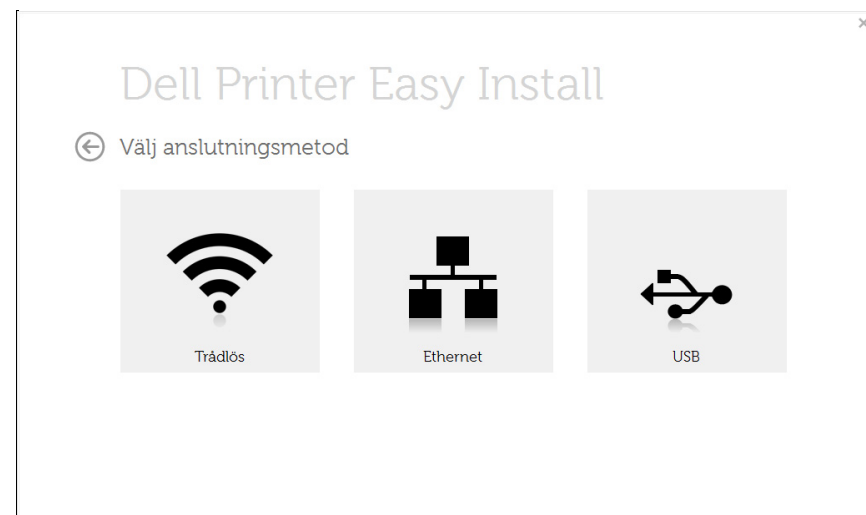 Dell Printer Easy Install
Välj anslutningsmetod
Trådlös
Ethernet
USB